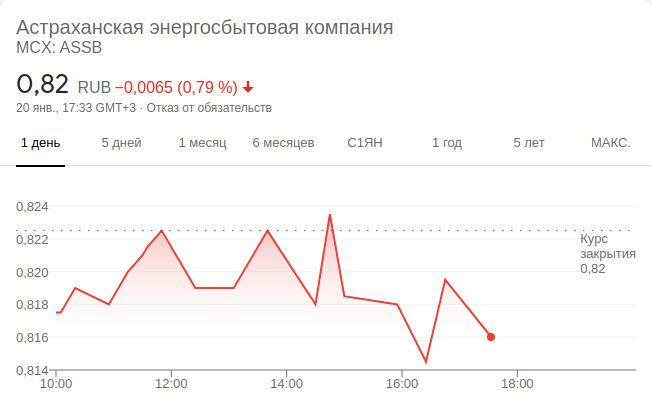 Астраханская энергосбытовая компания
MCX: ASSB
0,82 RUB −0,0065 (0,79 %)
20 янв., 17:33 GMT+3 · Отказ от обязательств
1 день 5 дней 1 месяц 6 месяцев С1ЯН 1 год 5 лет МАКС.
0,824
0,822
Курс
закрытия
0,82
0,820
0,818
0,816
0,814
10:00 12:00 14:00 16:00 18:00